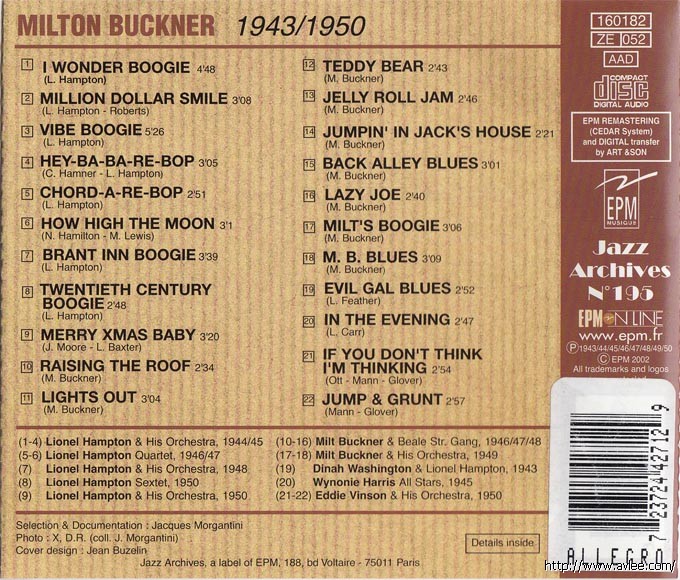 MILTON BUCKNER 1943/1950
1 I WONDER BOOGIE 4'48
(L. Hampton)
2 MILLION DOLLAR SMILE 3'08
(L. Hampton - Roberts)
3 VIBE BOOGIE 5'26
(L. Hampton)
4 HEY-BA-BA-RE-BOP 3'05
(C. Hamner - L. Hampton)
5 CHORD-A-RE-BOP 2'51
(L. Hampton)
6 HOW HIGH THE MOON 3'1
(N. Hamilton - M. Lewis)
7 BRANT INN BOOGIE 3'39
(L. Hampton)
8 TWENTIETH CENTURY
BOOGIE 2'48
(L. Hampton)
9 MERRY XMAS BABY 3'20
(J. Moore - L. Baxter)
10 RAISING THE ROOF 2'34
(M. Buckner)
11 LIGHTS OUT 3'04
(M. Buckner)
12 TEDDY BEAR 2'43
(M. Buckner)
13 JELLY ROLL JAM 2'46
(M. Buckner)
14 JUMPIN' IN JACK'S HOUSE 2'21
(M. Buckner)
15 BACK ALLEY BLUES 3'01
(M. Buckner)
16 LAZY JOE 2'40
(M. Buckner)
17 MILT'S BOOGIE 3'06
(M. Buckner)
18 M. B. BLUES 3'09
(M. Buckner)
19 EVIL GAL BLUES 2'52
(L. Feather)
20 IN THE EVENING 2'47
(L. Carr)
21 IF YOU DON'T THINK
I'M THINKING 2'54
(Ott - Mann - Glover)
22 JUMP & GRUNT 2'57
(Mann - Glover)
(1-4) Lionel Hampton & His Orchestra, 1944/45
(5-6) Lionel Hampton Quartet, 1946/47
(7) Lionel Hampton & His Orchestra, 1948
(8) Lionel Hampton Sextet, 1950
(9) Lionel Hampton & His Orchestra, 1950
(10-16) Milt Buckner & Beale Str. Gang, 1946/47/48
(17-18) Milt Buckner & His Orchestra, 1949
(19) Dinah Washington & Lionel Hampton, 1943
(20) Wynonie Harris All Stars, 1945
(21-22) Eddie Vinson & His Orchestra, 1950
Selection & Documentation : Jacques Morgantini
Photo : X, D.R. (coll. J. Morgantini)
Cover design : Jean Buzelin
Details inside
Jazz Archives, a label of EPM, 188, bd Voltaire - 75011 Paris
160182
ZE 052
AAD
COMPACT
disc
DIGITAL AUDIO
EPM REMASTERING
(CEDAR System)
and DIGITAL transfer
by ART &SON
EPM
MUSIQUE
Jazz
Archives
N°195
EPM ON LINE
www.epm.fr
Ⓟ1943/44/45/46/47/48/49/50
© EPM 2002
All trademarks and logos
7 23724 42712 9
ALLEGRO
http://www.avlee.com/